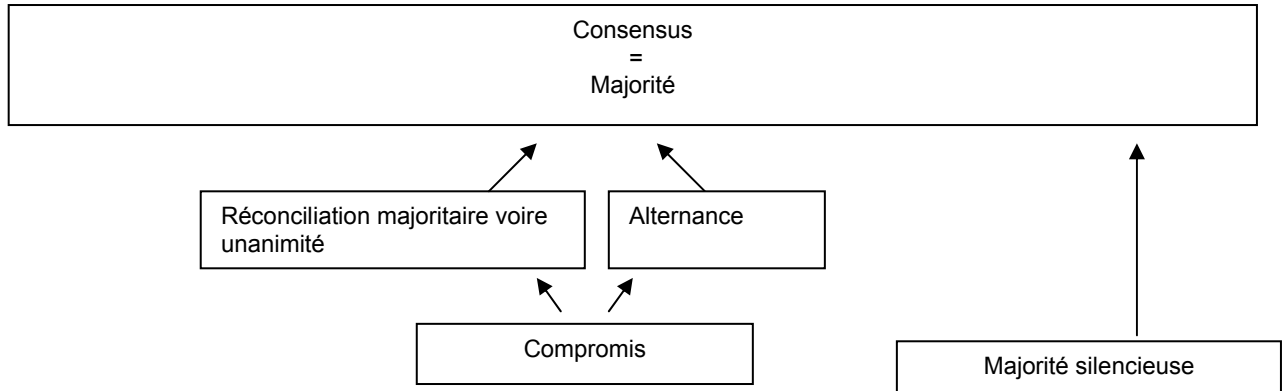 Consensus
=
Majorité
Réconciliation majoritaire voire
unanimité
Alternance
Compromis
Majorité silencieuse